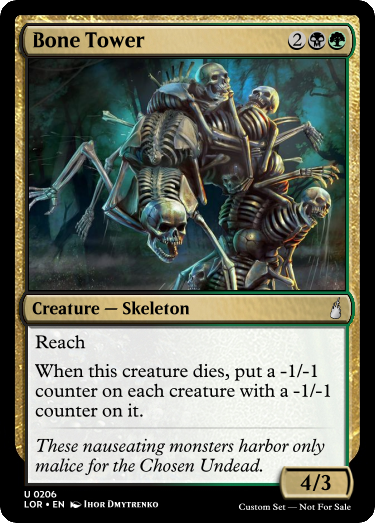 Bone Tower 2
Creature — Skeleton
Reach
When this creature dies, put a -1/-1
counter on each creature with a -1/-1
counter on it.
These nauseating monsters harbor only
malice for the Chosen Undead.
4/3
U 0206
LOR • EN Ihor Dmytrenko
Custom Set — Not For Sale